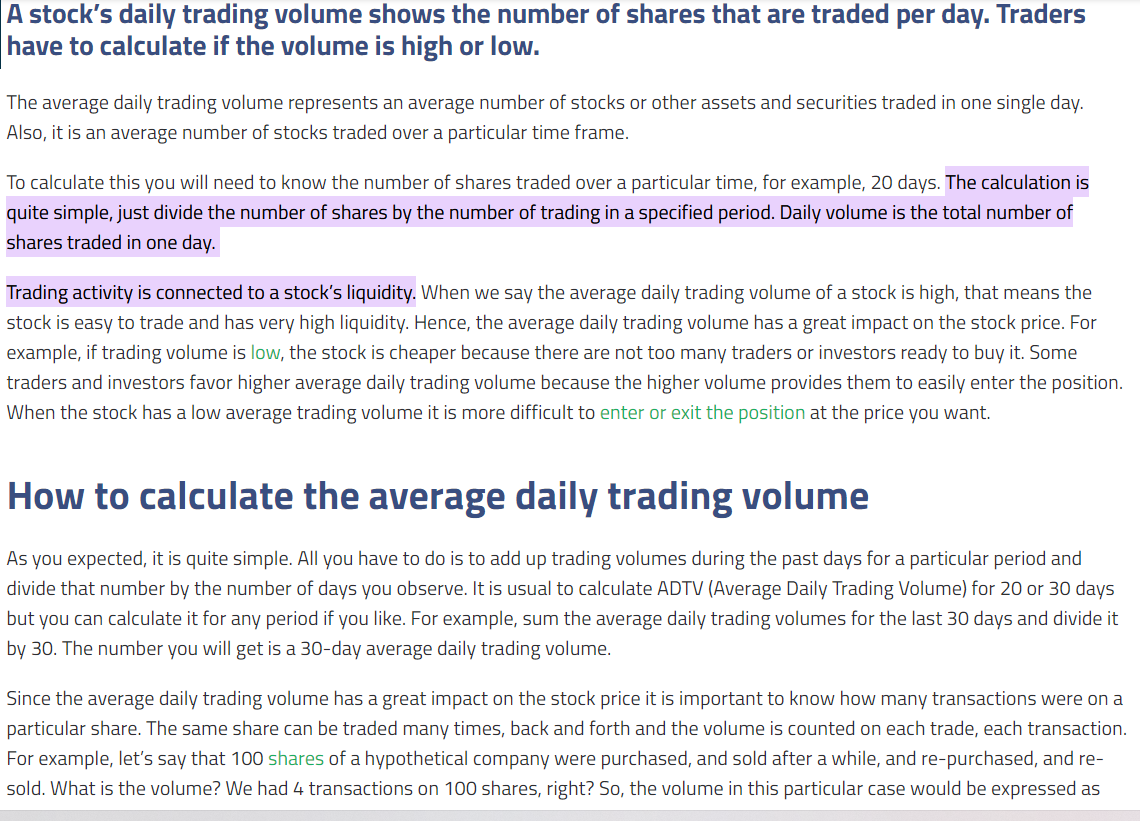 A stock’s daily trading volume shows the number of shares that are traded per day. Traders
have to calculate if the volume is high or low.
The average daily trading volume represents an average number of stocks or other assets and securities traded in one single day.
Also, it is an average number of stocks traded over a particular time frame.
To calculate this you will need to know the number of shares traded over a particular time, for example, 20 days. The calculation is
quite simple, just divide the number of shares by the number of trading in a specified period. Daily volume is the total number of
shares traded in one day.
Trading activity is connected to a stock’s liquidity. When we say the average daily trading volume of a stock is high, that means the
stock is easy to trade and has very high liquidity. Hence, the average daily trading volume has a great impact on the stock price. For
example, if trading volume is low, the stock is cheaper because there are not too many traders or investors ready to buy it. Some
traders and investors favor higher average daily trading volume because the higher volume provides them to easily enter the position.
When the stock has a low average trading volume it is more difficult to enter or exit the position at the price you want.
How to calculate the average daily trading volume
As you expected, it is quite simple. All you have to do is to add up trading volumes during the past days for a particular period and
divide that number by the number of days you observe. It is usual to calculate ADTV (Average Daily Trading Volume) for 20 or 30 days
but you can calculate it for any period if you like. For example, sum the average daily trading volumes for the last 30 days and divide it
by 30. The number you will get is a 30-day average daily trading volume.
Since the average daily trading volume has a great impact on the stock price it is important to know how many transactions were on a
particular share. The same share can be traded many times, back and forth and the volume is counted on each trade, each transaction.
For example, let’s say that 100 shares of a hypothetical company were purchased, and sold after a while, and re-purchased, and re-
sold. What is the volume? We had 4 transactions on 100 shares, right? So, the volume in this particular case would be expressed as